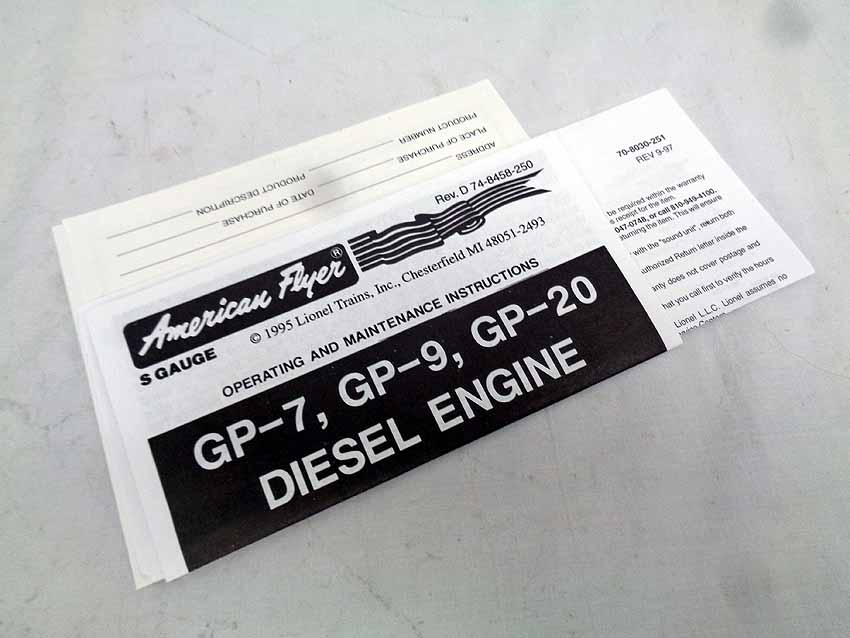 American Flyer®
S GAUGE
Rev. D 74-8458-250
© 1995 Lionel Trains, Inc., Chesterfield MI 48051-2493
OPERATING AND MAINTENANCE INSTRUCTIONS
GP-7, GP-9, GP-20
DIESEL ENGINE
PRODUCT NUMBER
PLACE OF PURCHASE
ADDRESS
PRODUCT DESCRIPTION
DATE OF PURCHASE
70-8030-251
REV 9-97
be required within the warranty
receipt for the item.
047-0748, or call 810-949-4100.
returning the item. This will ensure
with the "sound unit", return both
uthorized Return letter inside the
anty does not cover postage and
hat you call first to verify the hours
Lionel L.L.C. Lionel assumes no